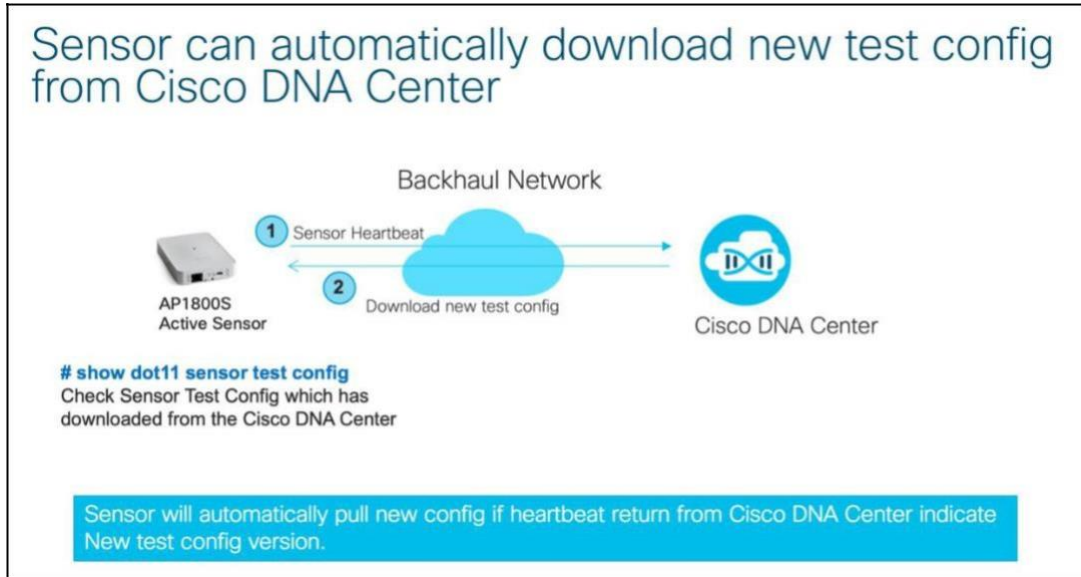 Sensor can automatically download new test config
from Cisco DNA Center
Backhaul Network
1 Sensor Heartbeat
2
Download new test config
AP1800S
Active Sensor
Cisco DNA Center
# show dot11 sensor test config
Check Sensor Test Config which has
downloaded from the Cisco DNA Center
Sensor will automatically pull new config if heartbeat return from Cisco DNA Center indicate
New test config version.